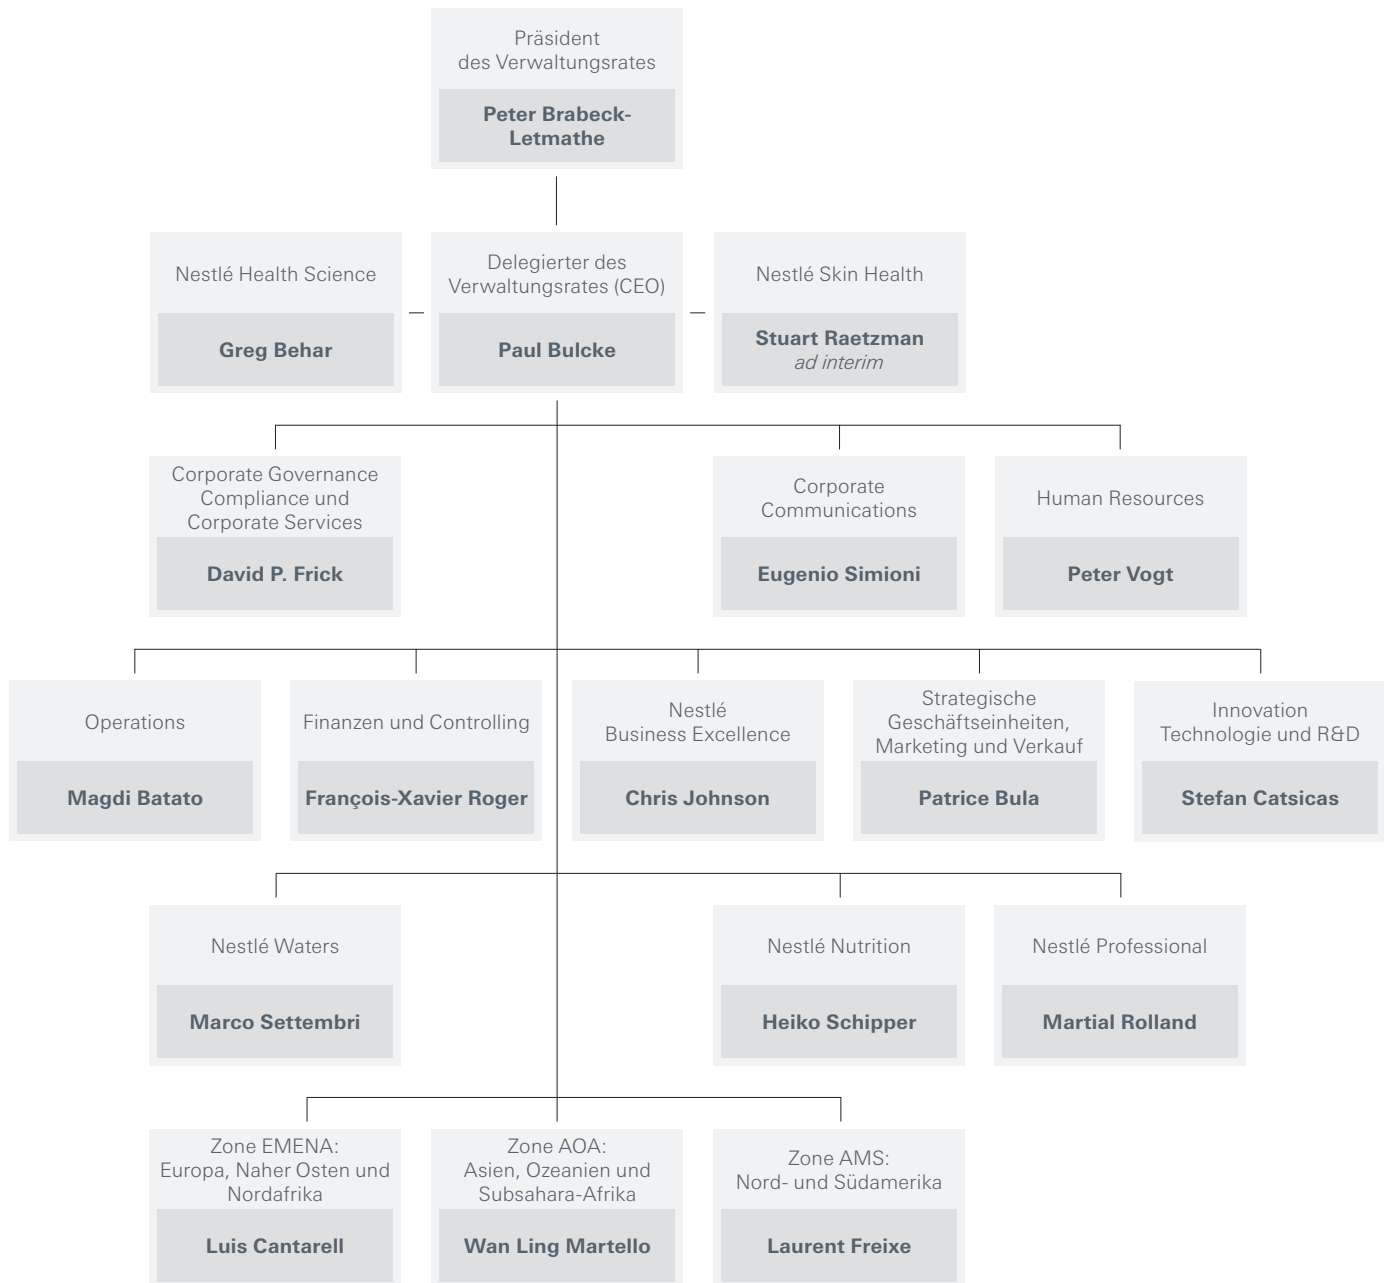 Präsident
des Verwaltungsrates
Peter Brabeck-
Letmathe
Nestlé Health Science
Greg Behar
Delegierter des
Verwaltungsrates (CEO)
Paul Bulcke
Nestlé Skin Health
Stuart Raetzman
ad interim
Corporate Governance
Compliance und
Corporate Services
David P. Frick
Corporate
Communications
Eugenio Simioni
Human Resources
Peter Vogt
Operations
Magdi Batato
Finanzen und Controlling
François-Xavier Roger
Nestlé
Business Excellence
Chris Johnson
Strategische
Geschäftseinheiten,
Marketing und Verkauf
Patrice Bula
Innovation
Technologie und R&D
Stefan Catsicas
Nestlé Waters
Marco Settembri
Nestlé Nutrition
Heiko Schipper
Nestlé Professional
Martial Rolland
Zone EMENA:
Europa, Naher Osten und
Nordafrika
Luis Cantarell
Zone AOA:
Asien, Ozeanien und
Subsahara-Afrika
Wan Ling Martello
Zone AMS:
Nord- und Südamerika
Laurent Freixe